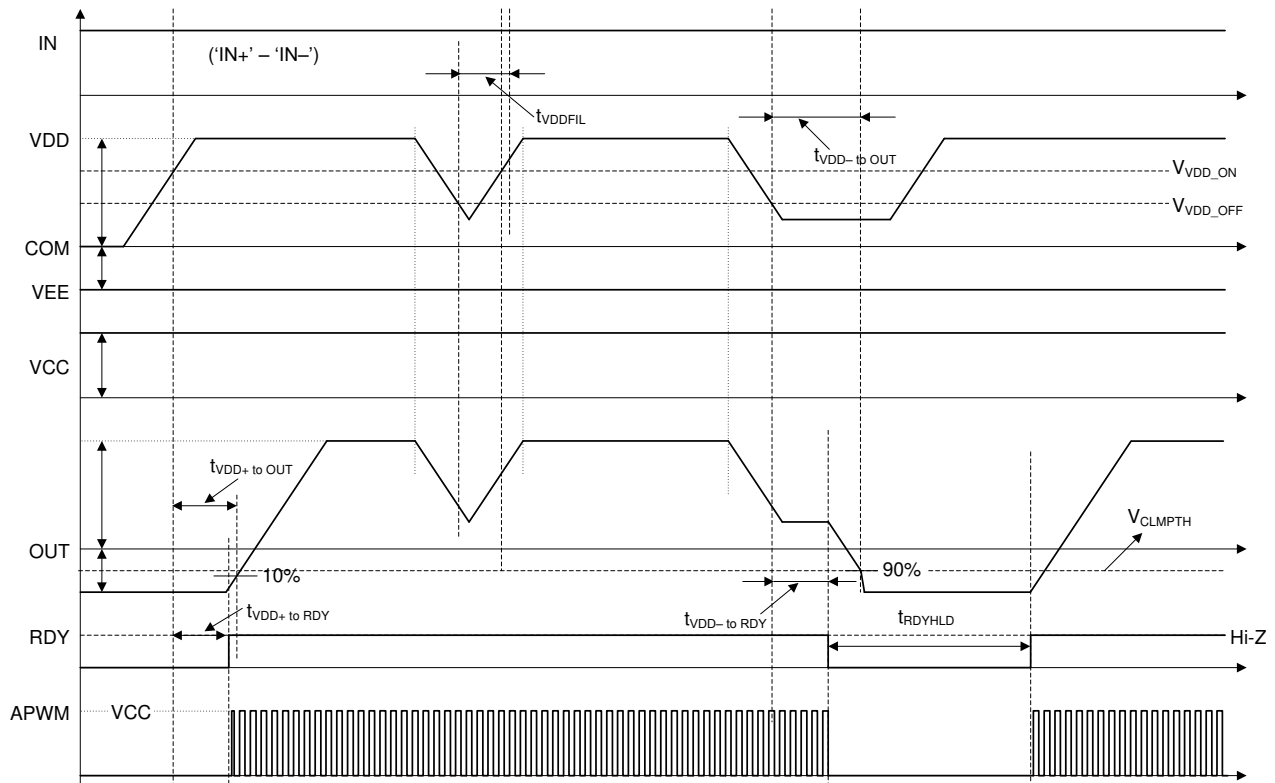 IN
('IN+' – 'IN–')
tVDDFIL
VDD
tVDD– to OUT
VVDD_ON
VVDD_OFF
COM
VEE
VCC
tVDD+ to OUT
VCLMPTH
OUT
10%
90%
tVDD+ to RDY
tVDD– to RDY
tRDYHLD
RDY
Hi-Z
APWM
VCC